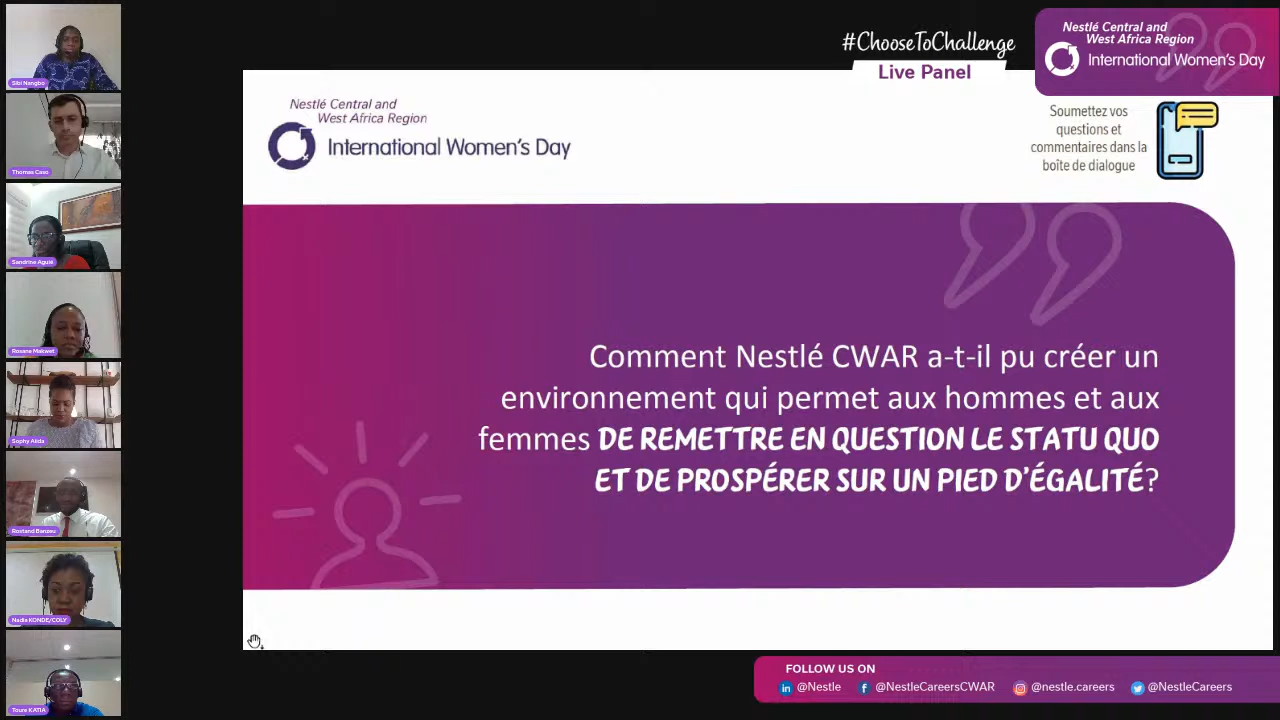 Sibi Nangbo
Thomas Caso
Sandrine Aguié
Roxane Makwet
Sophy Aiida
Rostand Banzeu
Nadia KONDE/COLY
Toure KATIA
#ChooseToChallenge
Live Panel
Nestlé Central and
West Africa Region
International Women's Day
Nestlé Central and
West Africa Region
International Women's Day
Soumettez vos
questions et
commentaires dans la
boîte de dialogue
Comment Nestlé CWAR a-t-il pu créer un
environnement qui permet aux hommes et aux
femmes DE REMETTRE EN QUESTION LE STATU QUO
ET DE PROSPÉRER SUR UN PIED D'ÉGALITÉ?
FOLLOW US ON
@Nestle @NestleCareersCWAR @nestle.careers @NestleCareers